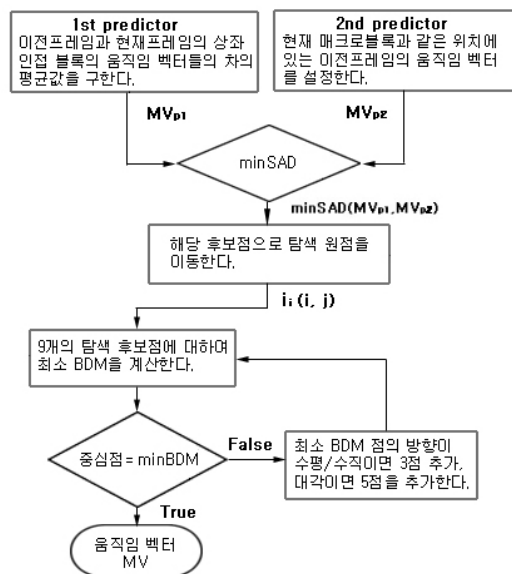 1st predictor
이전프레임과 현재프레임의 상좌
인접 블록의 움직임 벡터들의 차의
평균값을 구한다.
2nd predictor
현재 매크로블록과 같은 위치에
있는 이전프레임의 움직임 벡터
를 설정한다.
MVp1
MVp2
minSAD
minSAD(MVp1,MVp2)
해당 후보점으로 탐색 원점을
이동한다.
i₁(i, j)
9개의 탐색 후보점에 대하여
최소 BDM을 계산한다.
중심점= minBDM
False
최소 BDM 점의 방향이
수평/수직이면 3점 추가,
대각이면 5점을 추가한다.
True
움직임 벡터
MV